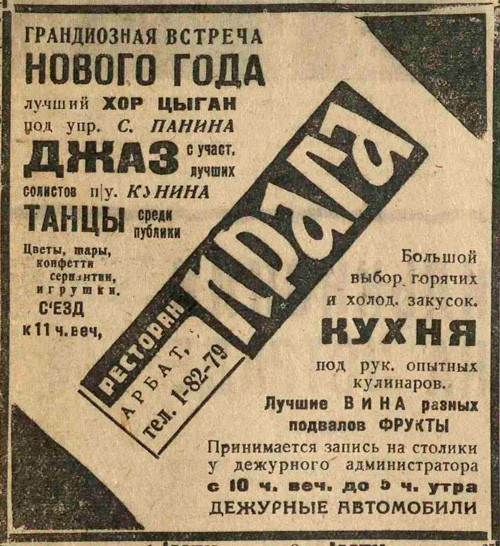 ГРАНДИОЗНАЯ ВСТРЕЧА
НОВОГО ГОДА
лучший ХОР ЦЫГАН
под упр. С. ПАНИНА
ДЖАЗ с участ.
лучших
солистов п|у. КУНИНА
ТАНЦЫ среди
публики
Цветы, шары,
конфетти
серпантин,
игрушки.
С'ЕЗД
к 11 ч. веч,
РЕСТОРАН
ПРАГА
АРБАТ,
тел. 1-82-79
Большой
выбор горячих
и холод. закусок.
КУХНЯ
под рук. опытных
кулинаров.
Лучшие ВИНА разных
подвалов ФРУКТЫ
Принимается запись на столики
у дежурного администратора
с 10 ч. веч. до 5 ч. утра
ДЕЖУРНЫЕ АВТОМОБИЛИ